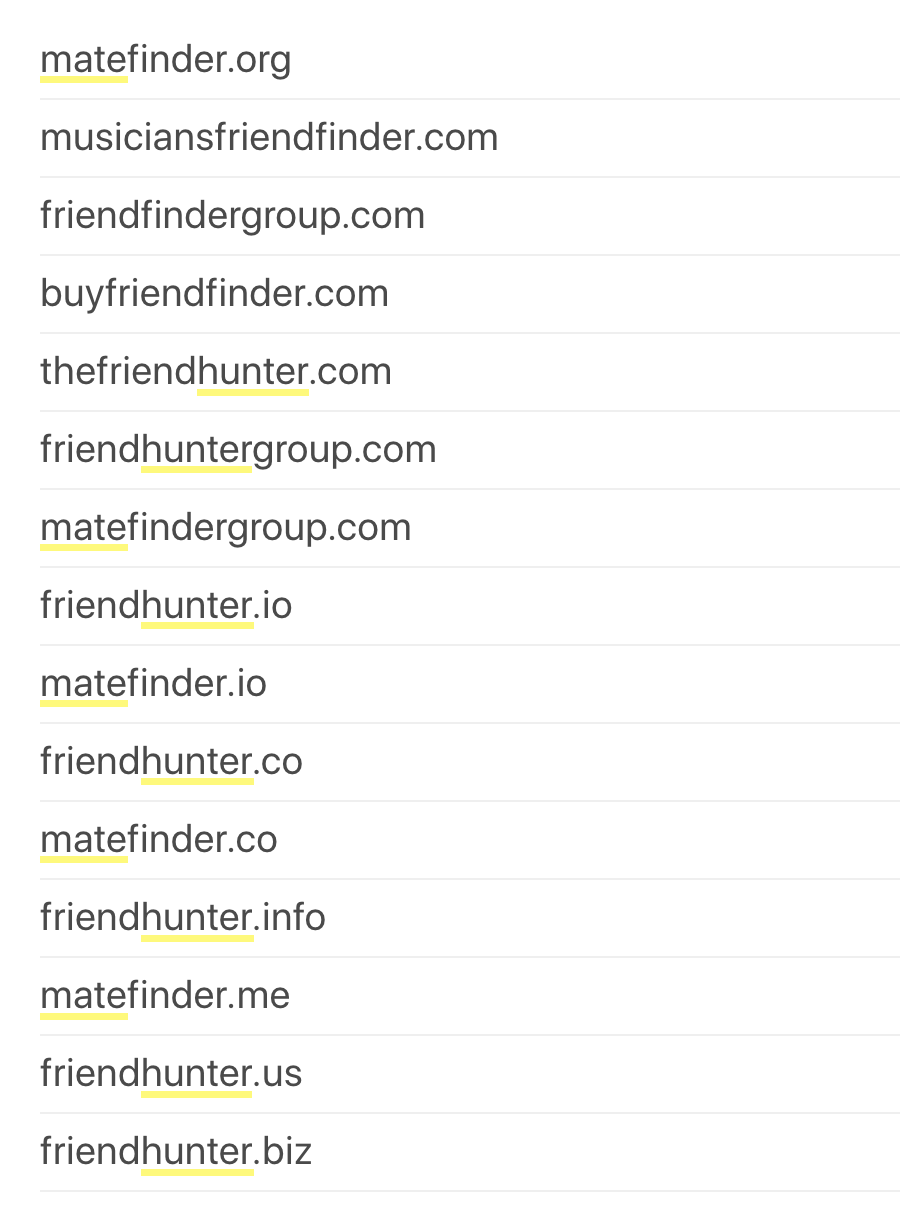 matefinder.org
musiciansfriendfinder.com
friendfindergroup.com
buyfriendfinder.com
thefriendhunter.com
friendhuntergroup.com
matefindergroup.com
friendhunter.io
matefinder.io
friendhunter.co
matefinder.co
friendhunter.info
matefinder.me
friendhunter.us
friendhunter.biz